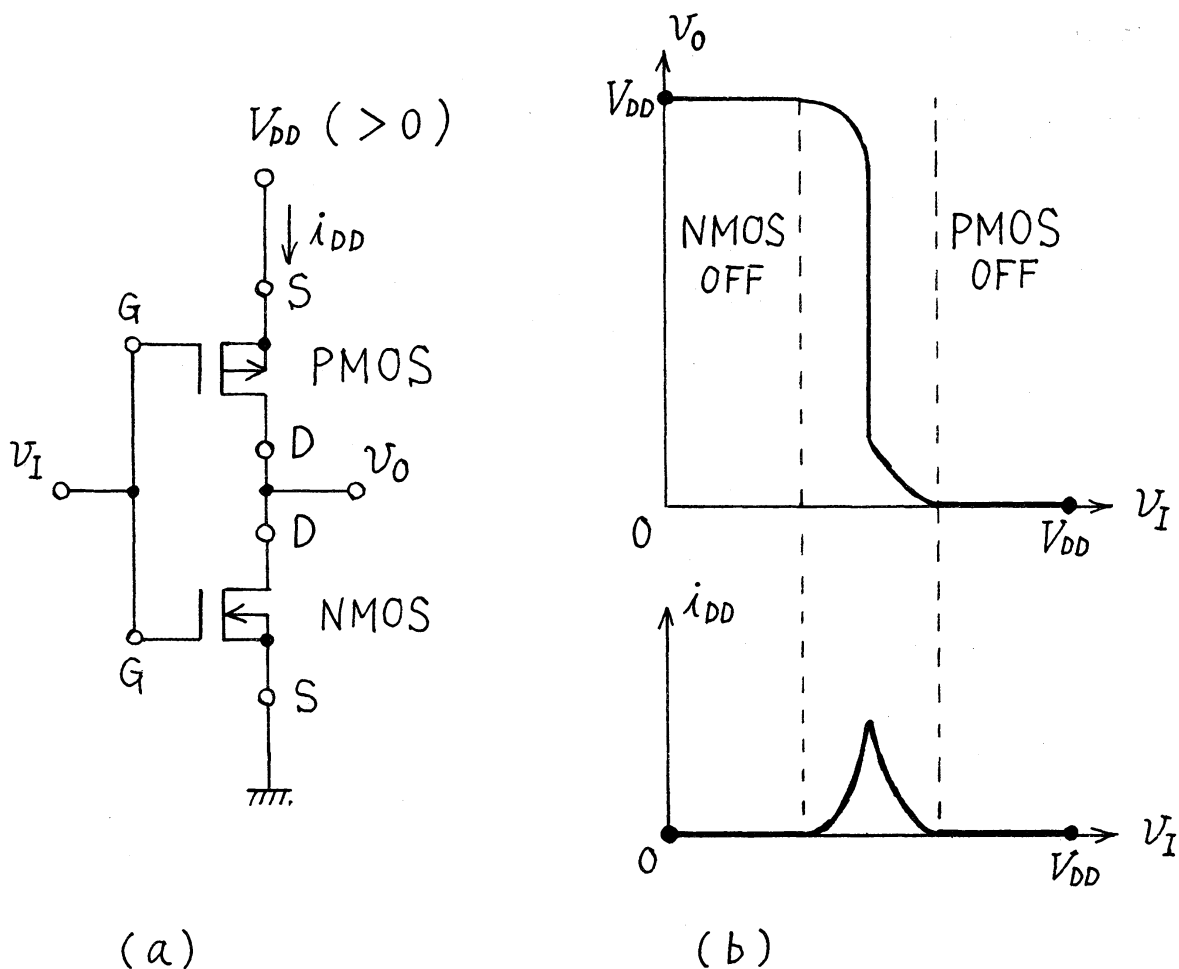 V_DD (>0)
i_DD
S
G
PMOS
D
v_I
v_O
D
NMOS
G
S
(a)
v_O
V_DD
NMOS
OFF
PMOS
OFF
0
V_DD
v_I
i_DD
0
V_DD
v_I
(b)